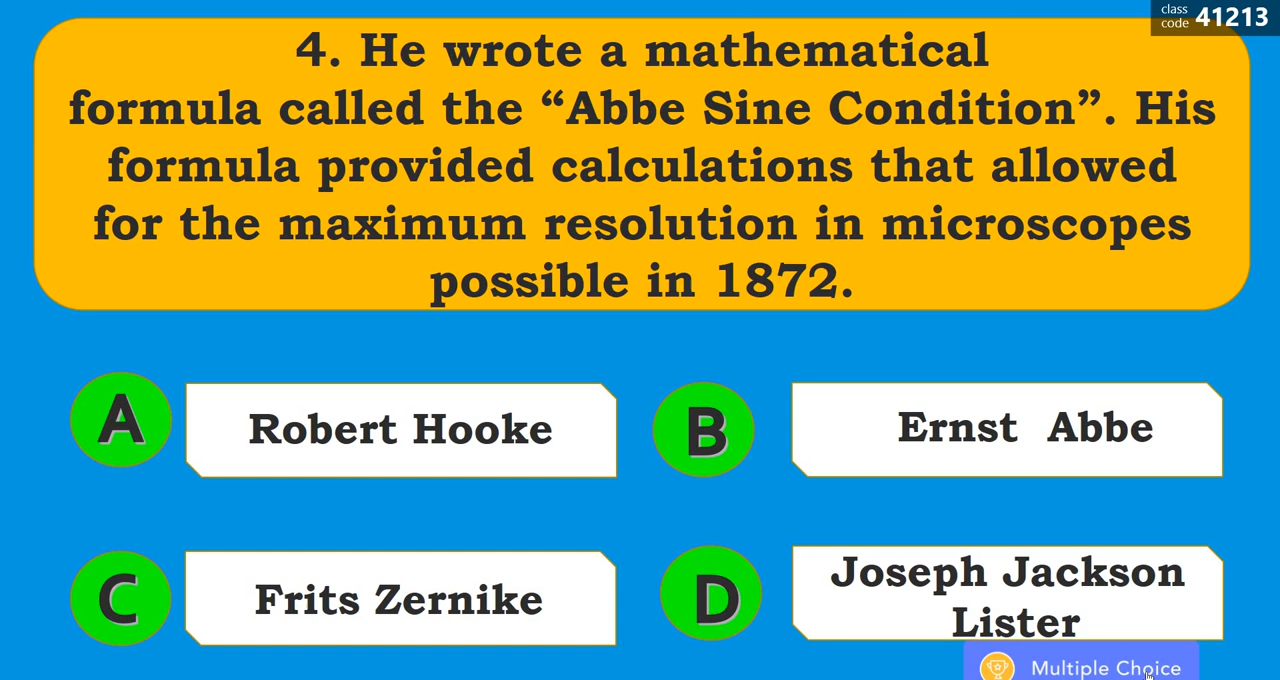 class
code 41213
4. He wrote a mathematical
formula called the “Abbe Sine Condition”. His
formula provided calculations that allowed
for the maximum resolution in microscopes
possible in 1872.
A Robert Hooke
B Ernst Abbe
C Frits Zernike
D Joseph Jackson
Lister
Multiple Choice